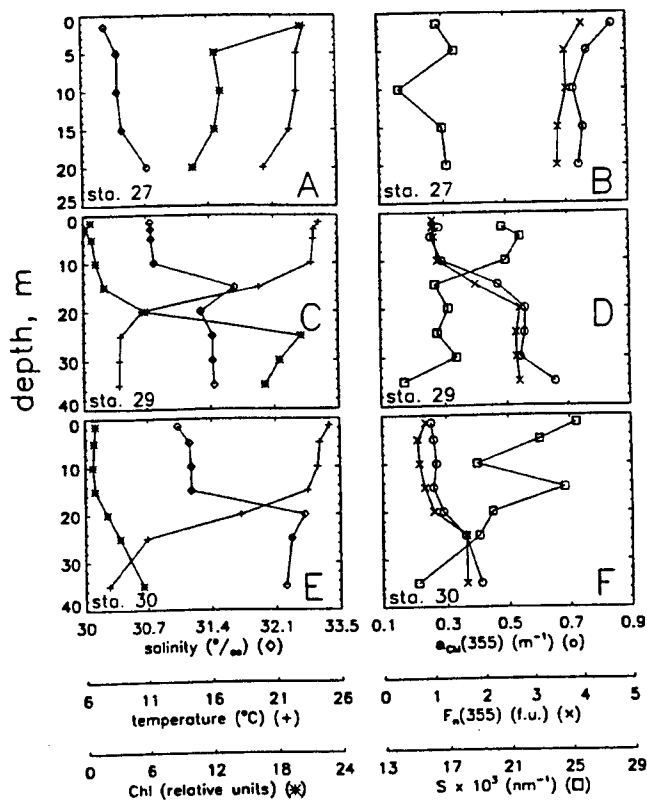 0
5
10
15
20
25
sta. 27
A
sta. 27
B
0
10
20
30
40
depth, m
sta. 29
C
sta. 29
D
0
10
20
30
40
sta. 30
E
sta. 30
F
30 30.7 31.4 32.1 33.5
salinity (°/∞) (◇)
0.1 0.3 0.5 0.7 0.9
a_CM(355) (m⁻¹) (o)
6 11 16 21 26
temperature (°C) (+)
0 1 2 3 4 5
F_n(355) (f.u.) (×)
0 6 12 18 24
Chl (relative units) (✳)
13 17 21 25 29
S × 10³ (nm⁻¹) (□)